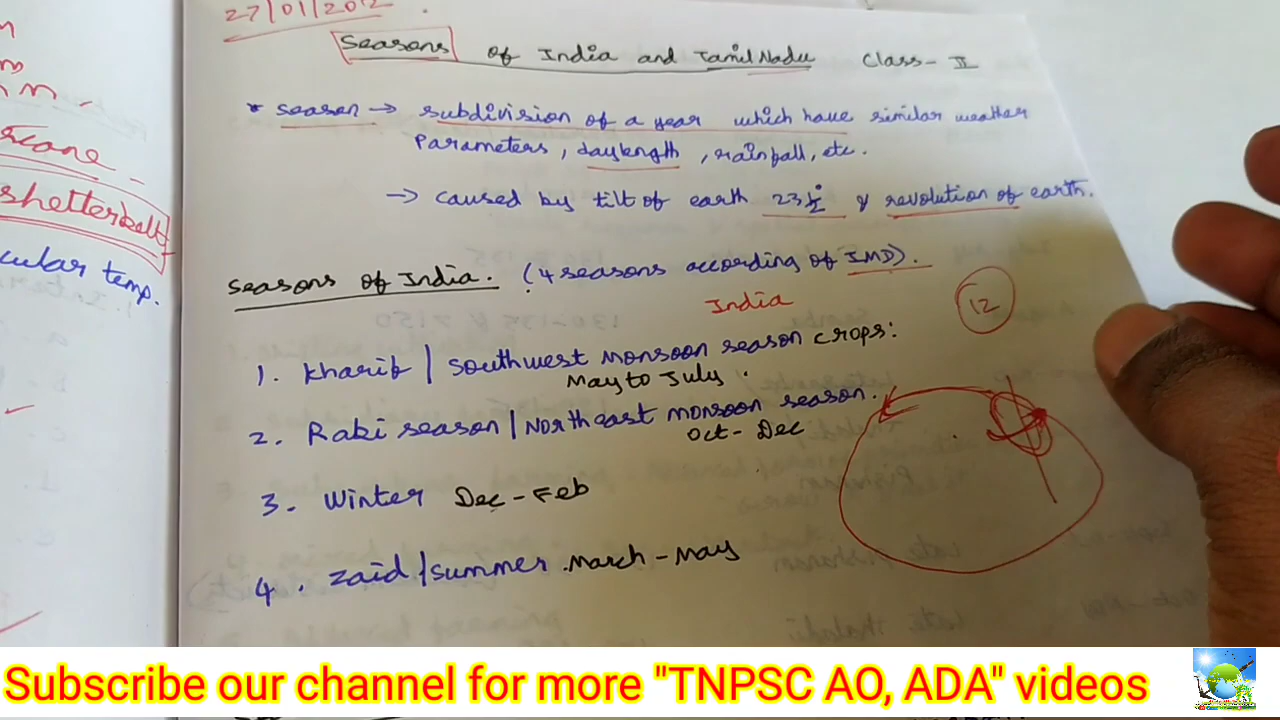 27/01/202
Seasons of India and Tamil Nadu Class - II
* season → subdivision of a year which have similar weather
Parameters, daylength, rainfall, etc.
→ caused by tilt of earth 23½° & revolution of earth.
Seasons of India. (4 seasons according of IMD).
India
12
1. Kharif / Southwest Monsoon season crops:
May to July.
2. Rabi season / Northeast monsoon season.
Oct - Dec
3. Winter Dec - Feb
4. Zaid / summer March - May
shelterbelt
cular temp.
Subscribe our channel for more "TNPSC AO, ADA" videos